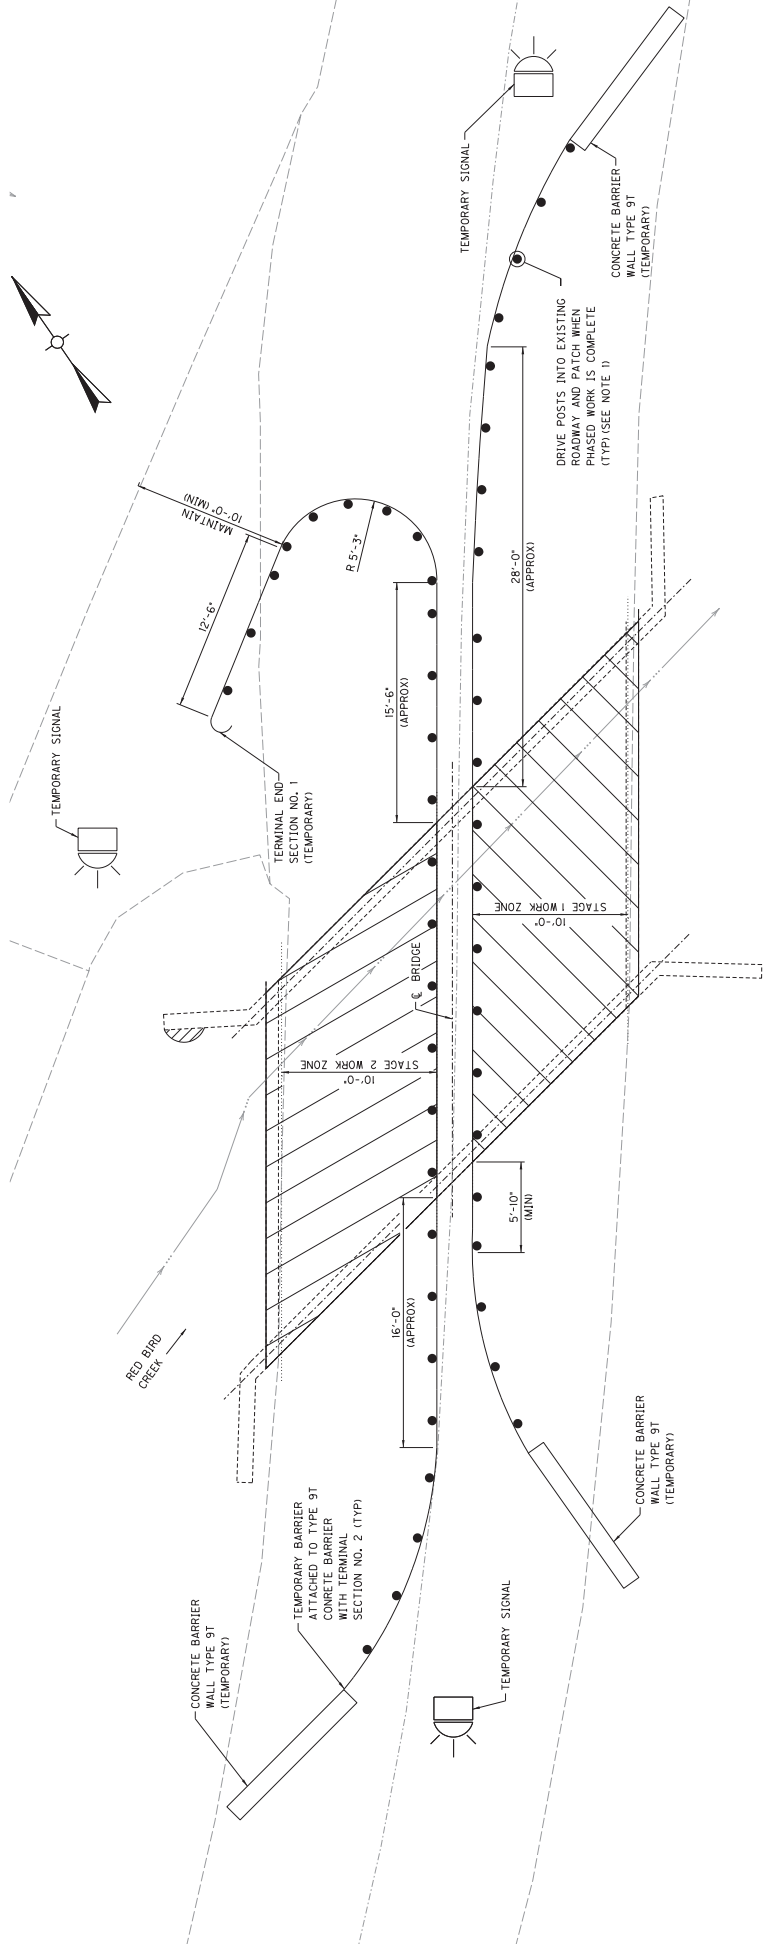 TEMPORARY SIGNAL
CONCRETE BARRIER
WALL TYPE 9T
(TEMPORARY)
DRIVE POSTS INTO EXISTING
ROADWAY AND PATCH WHEN
PHASED WORK IS COMPLETE
(TYP)(SEE NOTE 1)
MAINTAIN
10'-0" (MIN)
R 5'-3"
12'-6"
28'-0"
(APPROX)
15'-6"
(APPROX)
TEMPORARY SIGNAL
TERMINAL END
SECTION NO. 1
(TEMPORARY)
STAGE 1 WORK ZONE
10'-0"
℄ BRIDGE
STAGE 2 WORK ZONE
10'-0"
5'-10"
(MIN)
16'-0"
(APPROX)
RED BIRD
CREEK
CONCRETE BARRIER
WALL TYPE 9T
(TEMPORARY)
TEMPORARY BARRIER
ATTACHED TO TYPE 9T
CONRETE BARRIER
WITH TERMINAL
SECTION NO. 2 (TYP)
CONCRETE BARRIER
WALL TYPE 9T
(TEMPORARY)
TEMPORARY SIGNAL